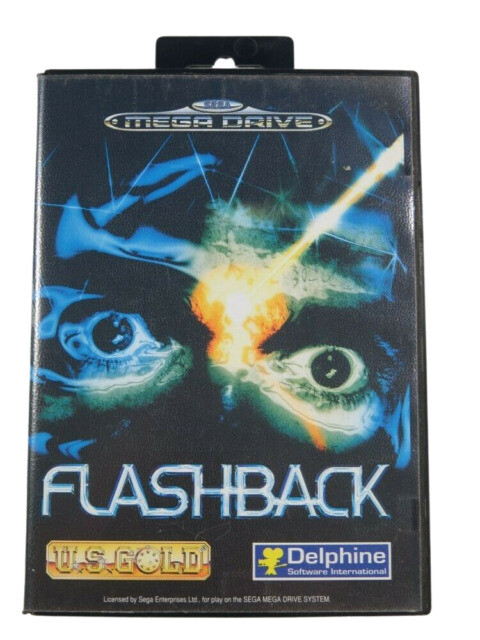 SEGA
MEGA DRIVE
FLASHBACK
U.S. GOLD®
Delphine
Software International
Licensed by Sega Enterprises Ltd., for play on the SEGA MEGA DRIVE SYSTEM.